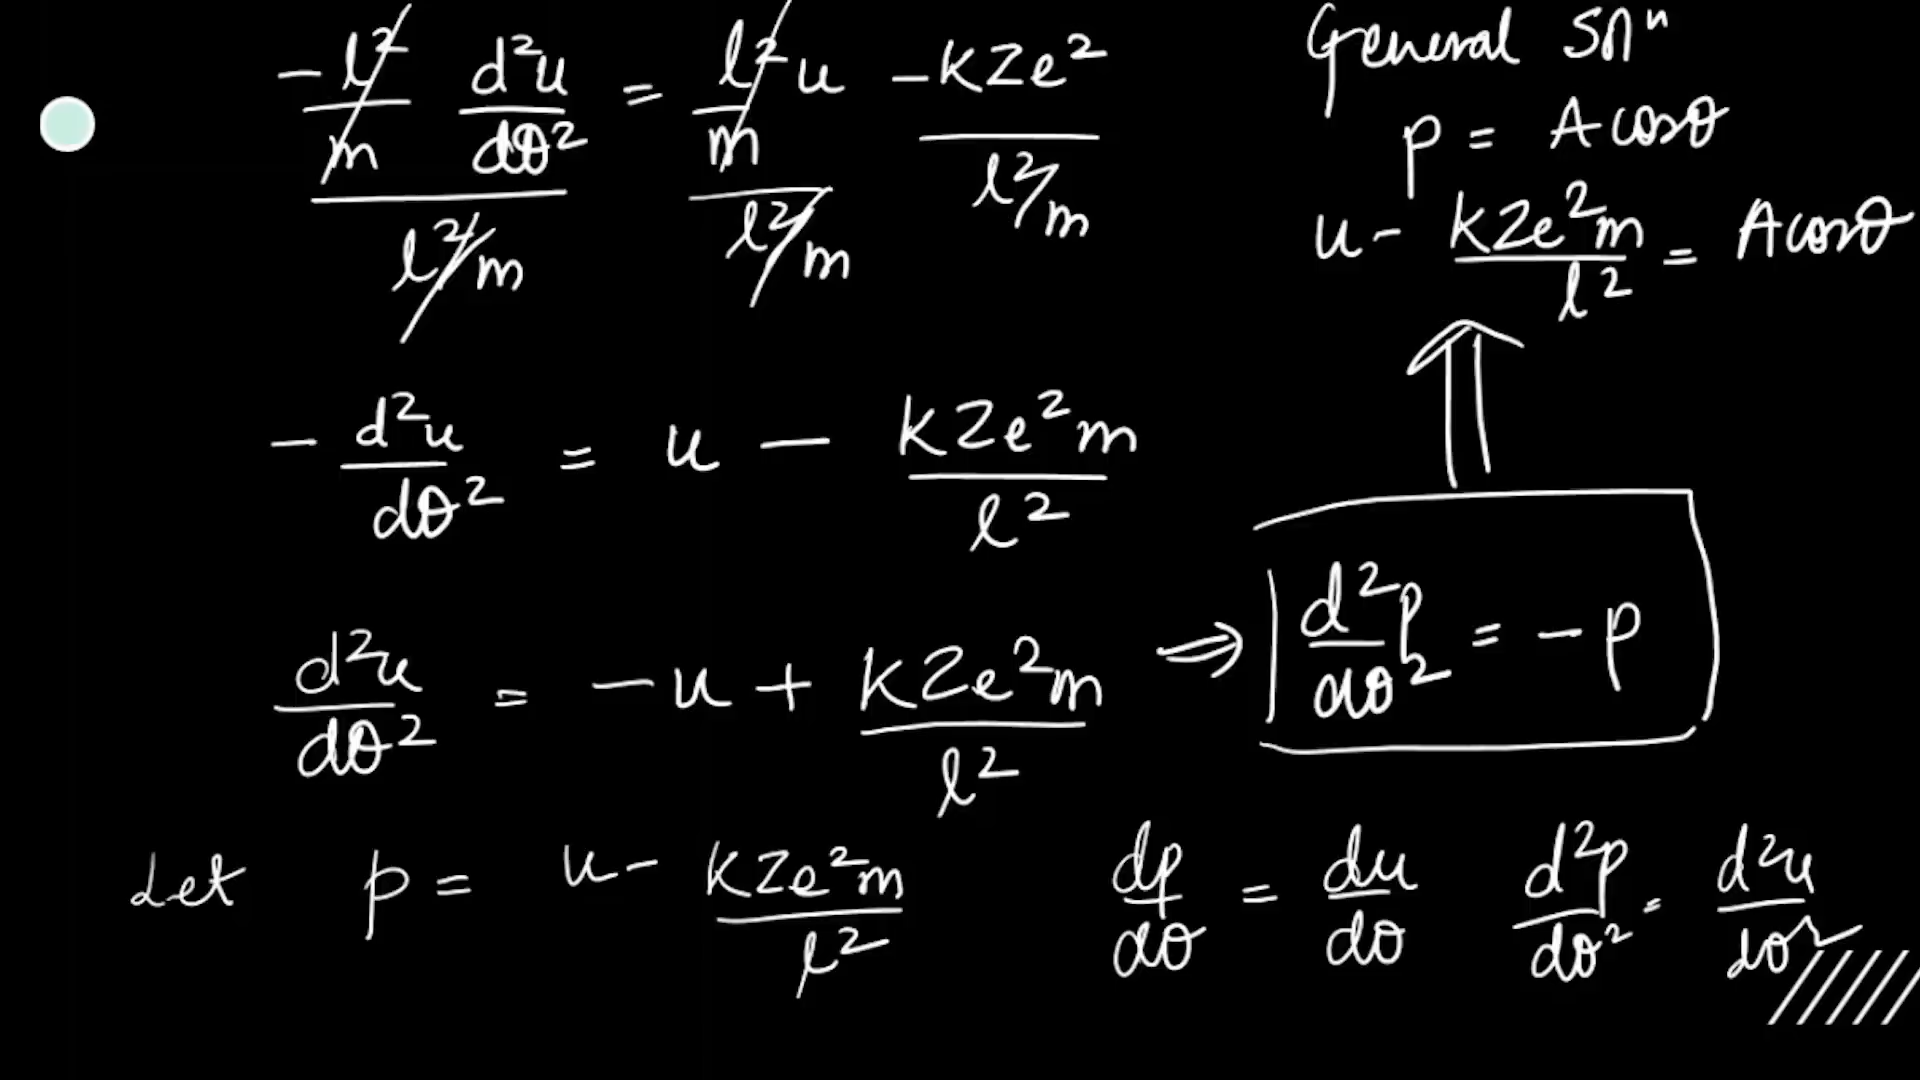 -l²/m d²u/dθ² / l²/m = l²/m u / l²/m - kZe² / l²/m
-d²u/dθ² = u - kZe²m/l²
d²u/dθ² = -u + kZe²m/l² ⇒ d²p/dθ² = -p
Let p = u - kZe²m/l² dp/dθ = du/dθ d²p/dθ² = d²u/dθ²
General Solⁿ
p = A cosθ
u - kZe²m/l² = A cosθ